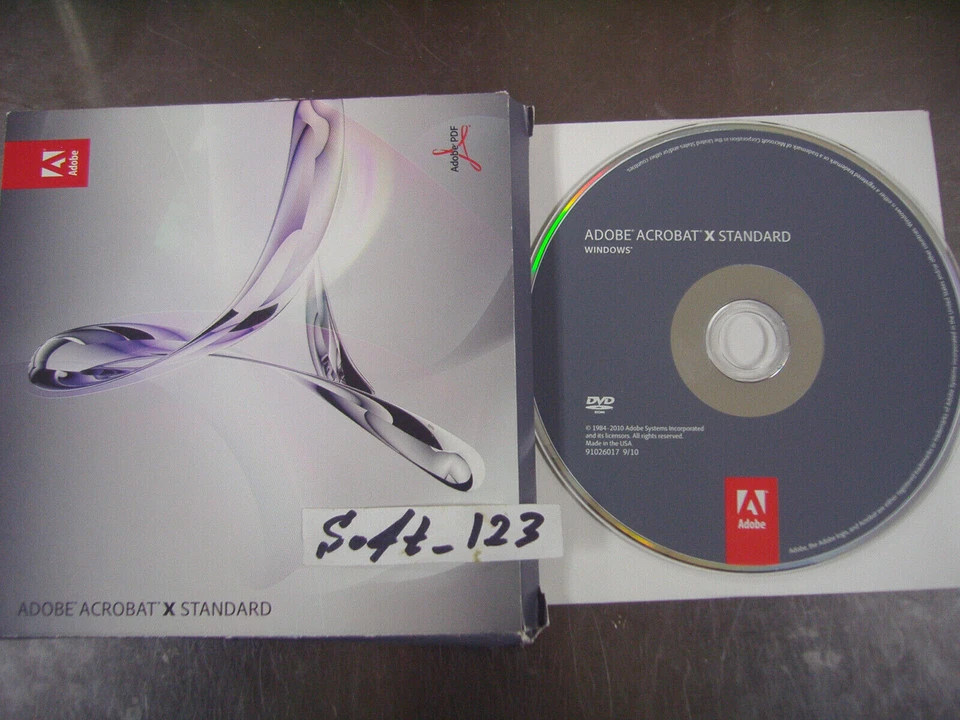 Adobe
Adobe PDF
Soft_123
ADOBE® ACROBAT® X STANDARD
ADOBE® ACROBAT® X STANDARD
WINDOWS®
DVD
ROM
© 1984-2010 Adobe Systems Incorporated
and its licensors. All rights reserved.
Made in the USA
91026017 9/10
Adobe